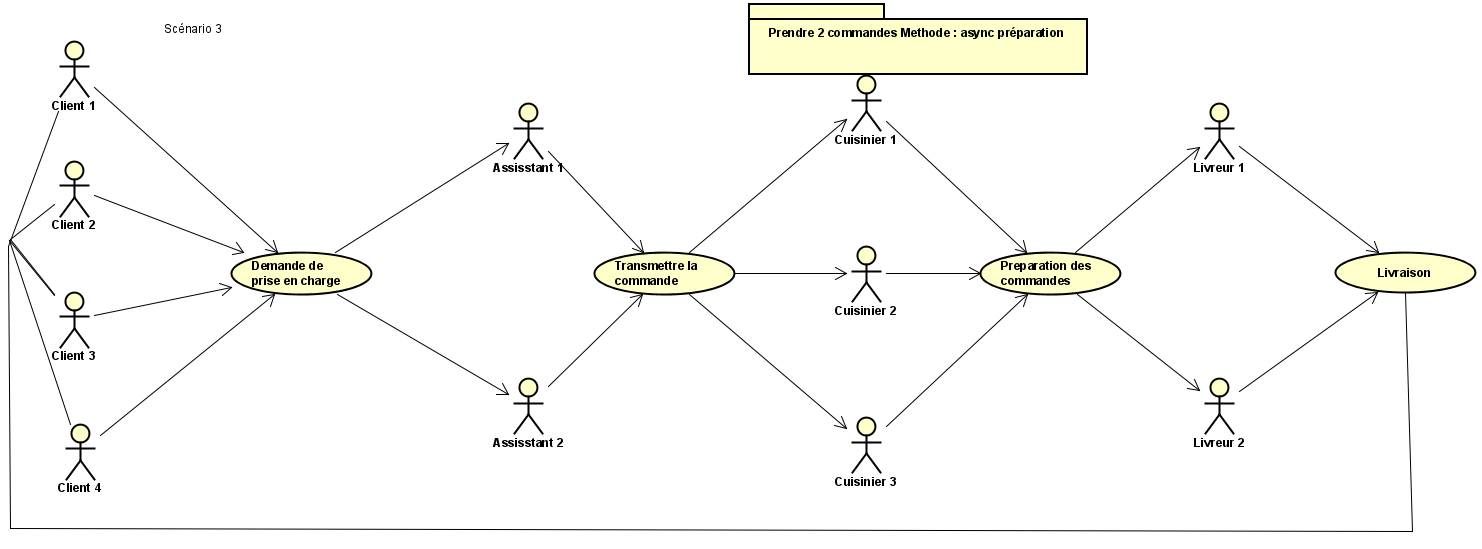 Scénario 3
Prendre 2 commandes Methode : async préparation
Client 1
Client 2
Client 3
Client 4
Demande de
prise en charge
Assisstant 1
Assisstant 2
Transmettre la
commande
Cuisinier 1
Cuisinier 2
Cuisinier 3
Preparation des
commandes
Livreur 1
Livreur 2
Livraison